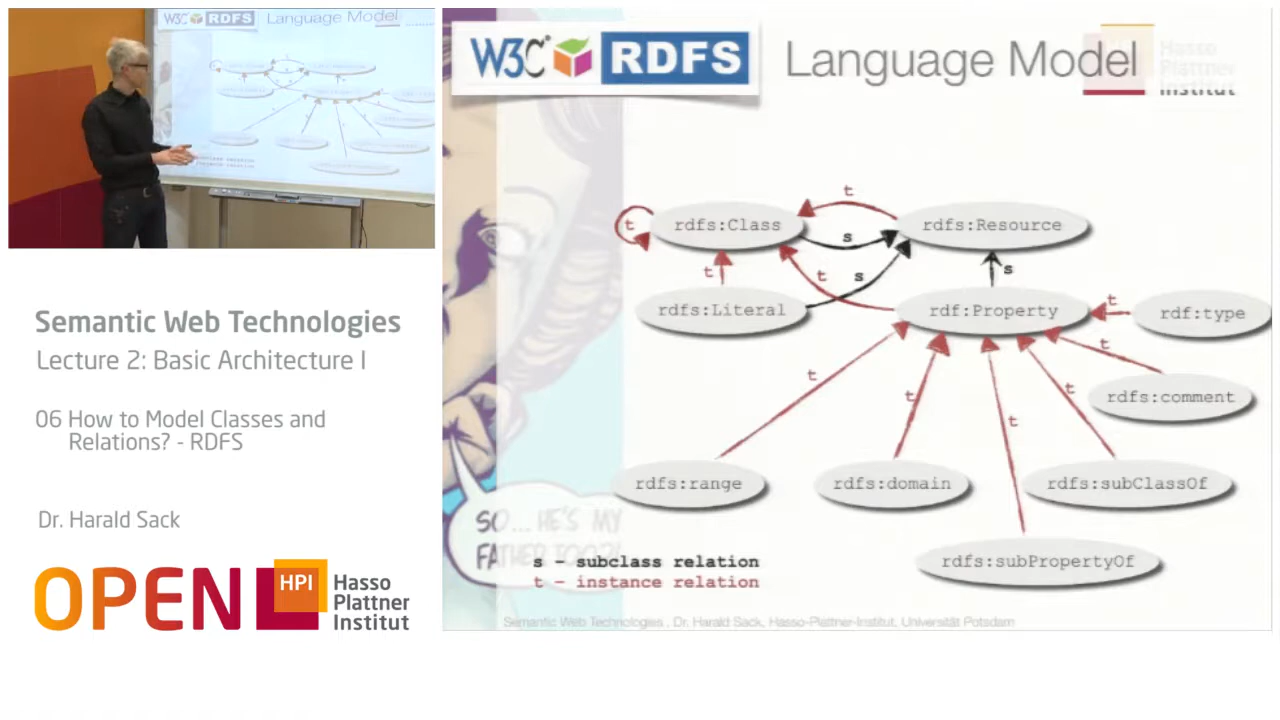 W3C RDFS Language Model
Hasso
Plattner
Institut
RDFS Language Model
t
rdfs:Class
rdfs:Resource
t
s
t
t
s
s
rdfs:Literal
rdf:Property
t
rdf:type
t
t
rdfs:comment
t
t
t
rdfs:range
rdfs:domain
rdfs:subClassOf
rdfs:subPropertyOf
SO... HE'S MY
FATHER TOO?!
s - subclass relation
t - instance relation
Semantic Web Technologies , Dr. Harald Sack, Hasso-Plattner-Institut, Universität Potsdam
Semantic Web Technologies
Lecture 2: Basic Architecture I
06 How to Model Classes and
Relations? - RDFS
Dr. Harald Sack
OPEN HPI
Hasso
Plattner
Institut